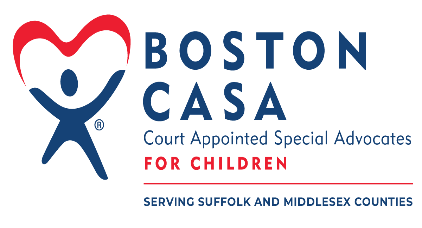 BOSTON
CASA
®
Court Appointed Special Advocates
FOR CHILDREN
SERVING SUFFOLK AND MIDDLESEX COUNTIES